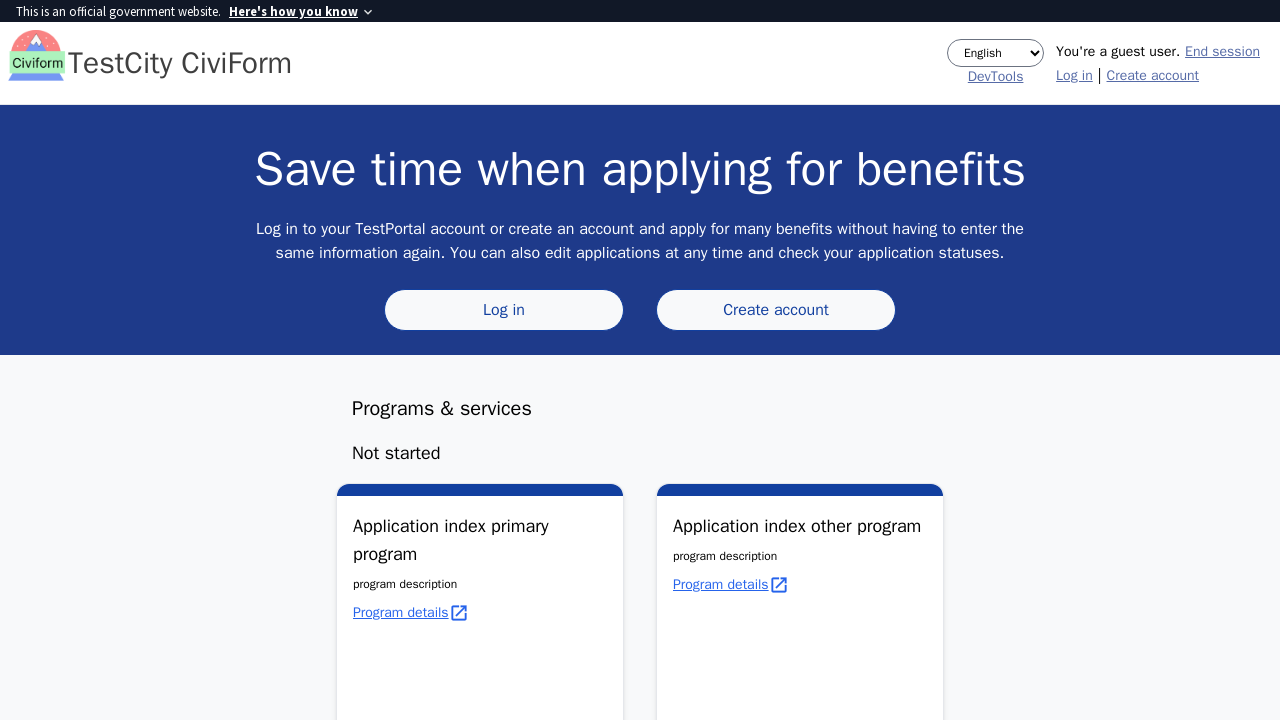 This is an official government website. Here's how you know
Civiform
TestCity CiviForm
English
DevTools
You're a guest user. End session
Log in | Create account
Save time when applying for benefits
Log in to your TestPortal account or create an account and apply for many benefits without having to enter the
same information again. You can also edit applications at any time and check your application statuses.
Log in
Create account
Programs & services
Not started
Application index primary
program
program description
Program details
Application index other program
program description
Program details